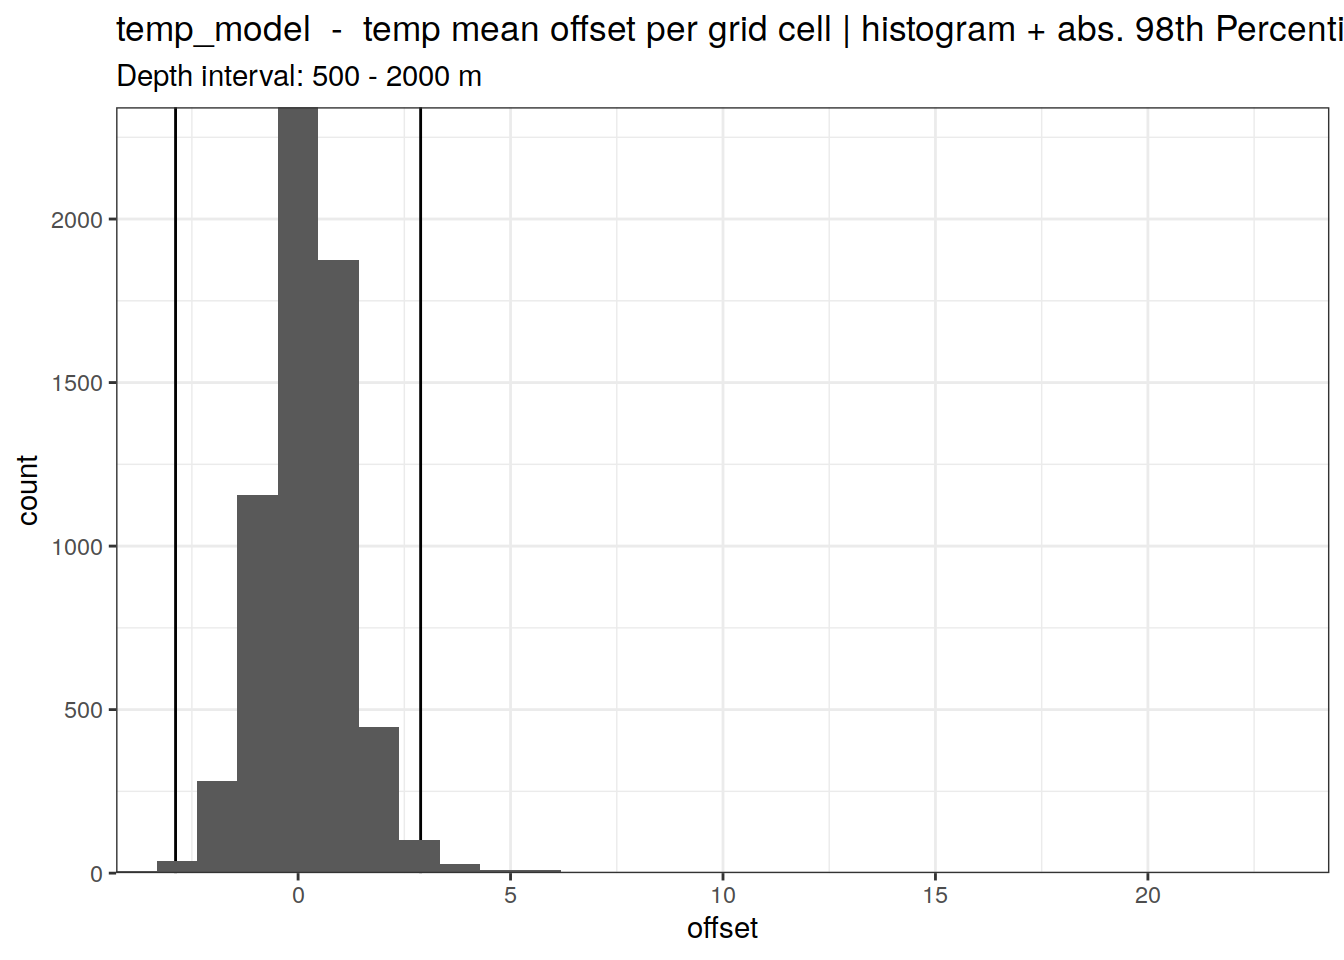 temp_model - temp mean offset per grid cell | histogram + abs. 98th Percenti
Depth interval: 500 - 2000 m
2000
1500
1000
500
0
count
0 5 10 15 20
offset